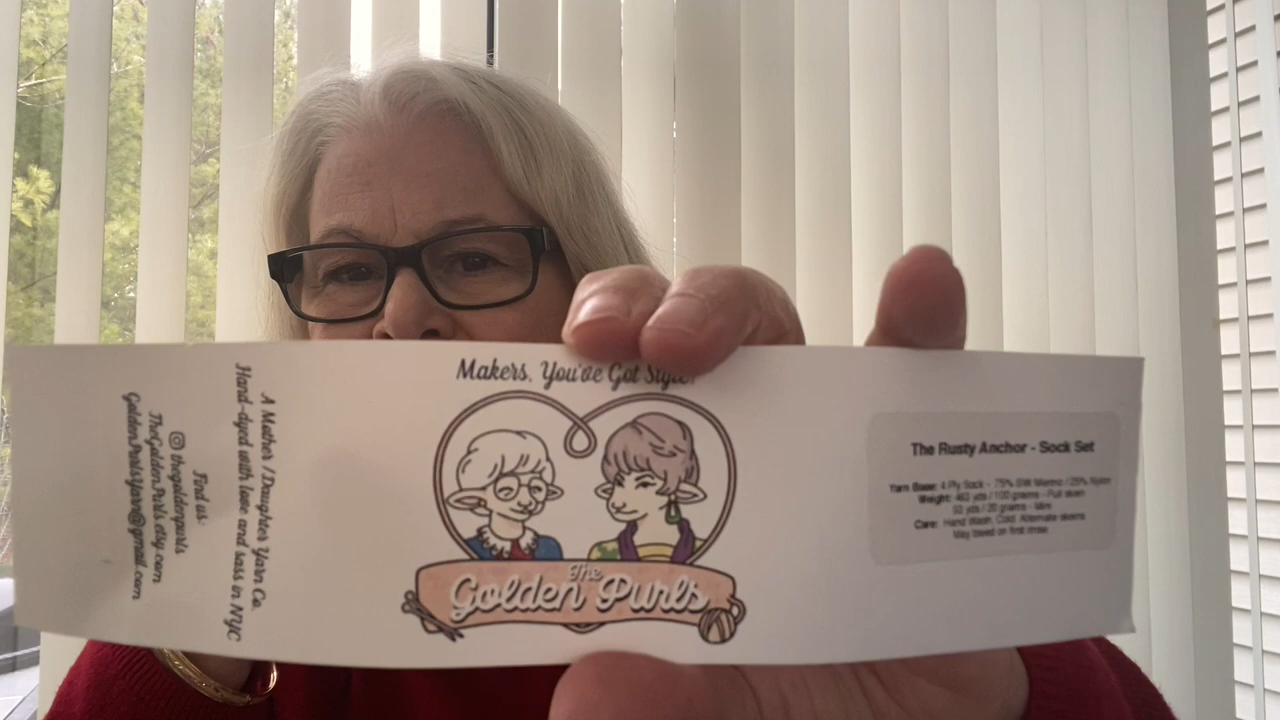 A Mother / Daughter Yarn Co.
Hand-dyed with love and sass in NYC
Find us:
thegoldenpurls
TheGoldenPurls.etsy.com
GoldenPurlsYarn@gmail.com
Makers, You've Got Style!
The
Golden Purls
The Rusty Anchor - Sock Set
Yarn Base: 4 Ply Sock - 75% SW Merino / 25% Nylon
Weight: 463 yds / 100 grams - Full skein
93 yds / 20 grams - Mini
Care: Hand Wash, Cold. Alternate skeins
May bleed on first rinse